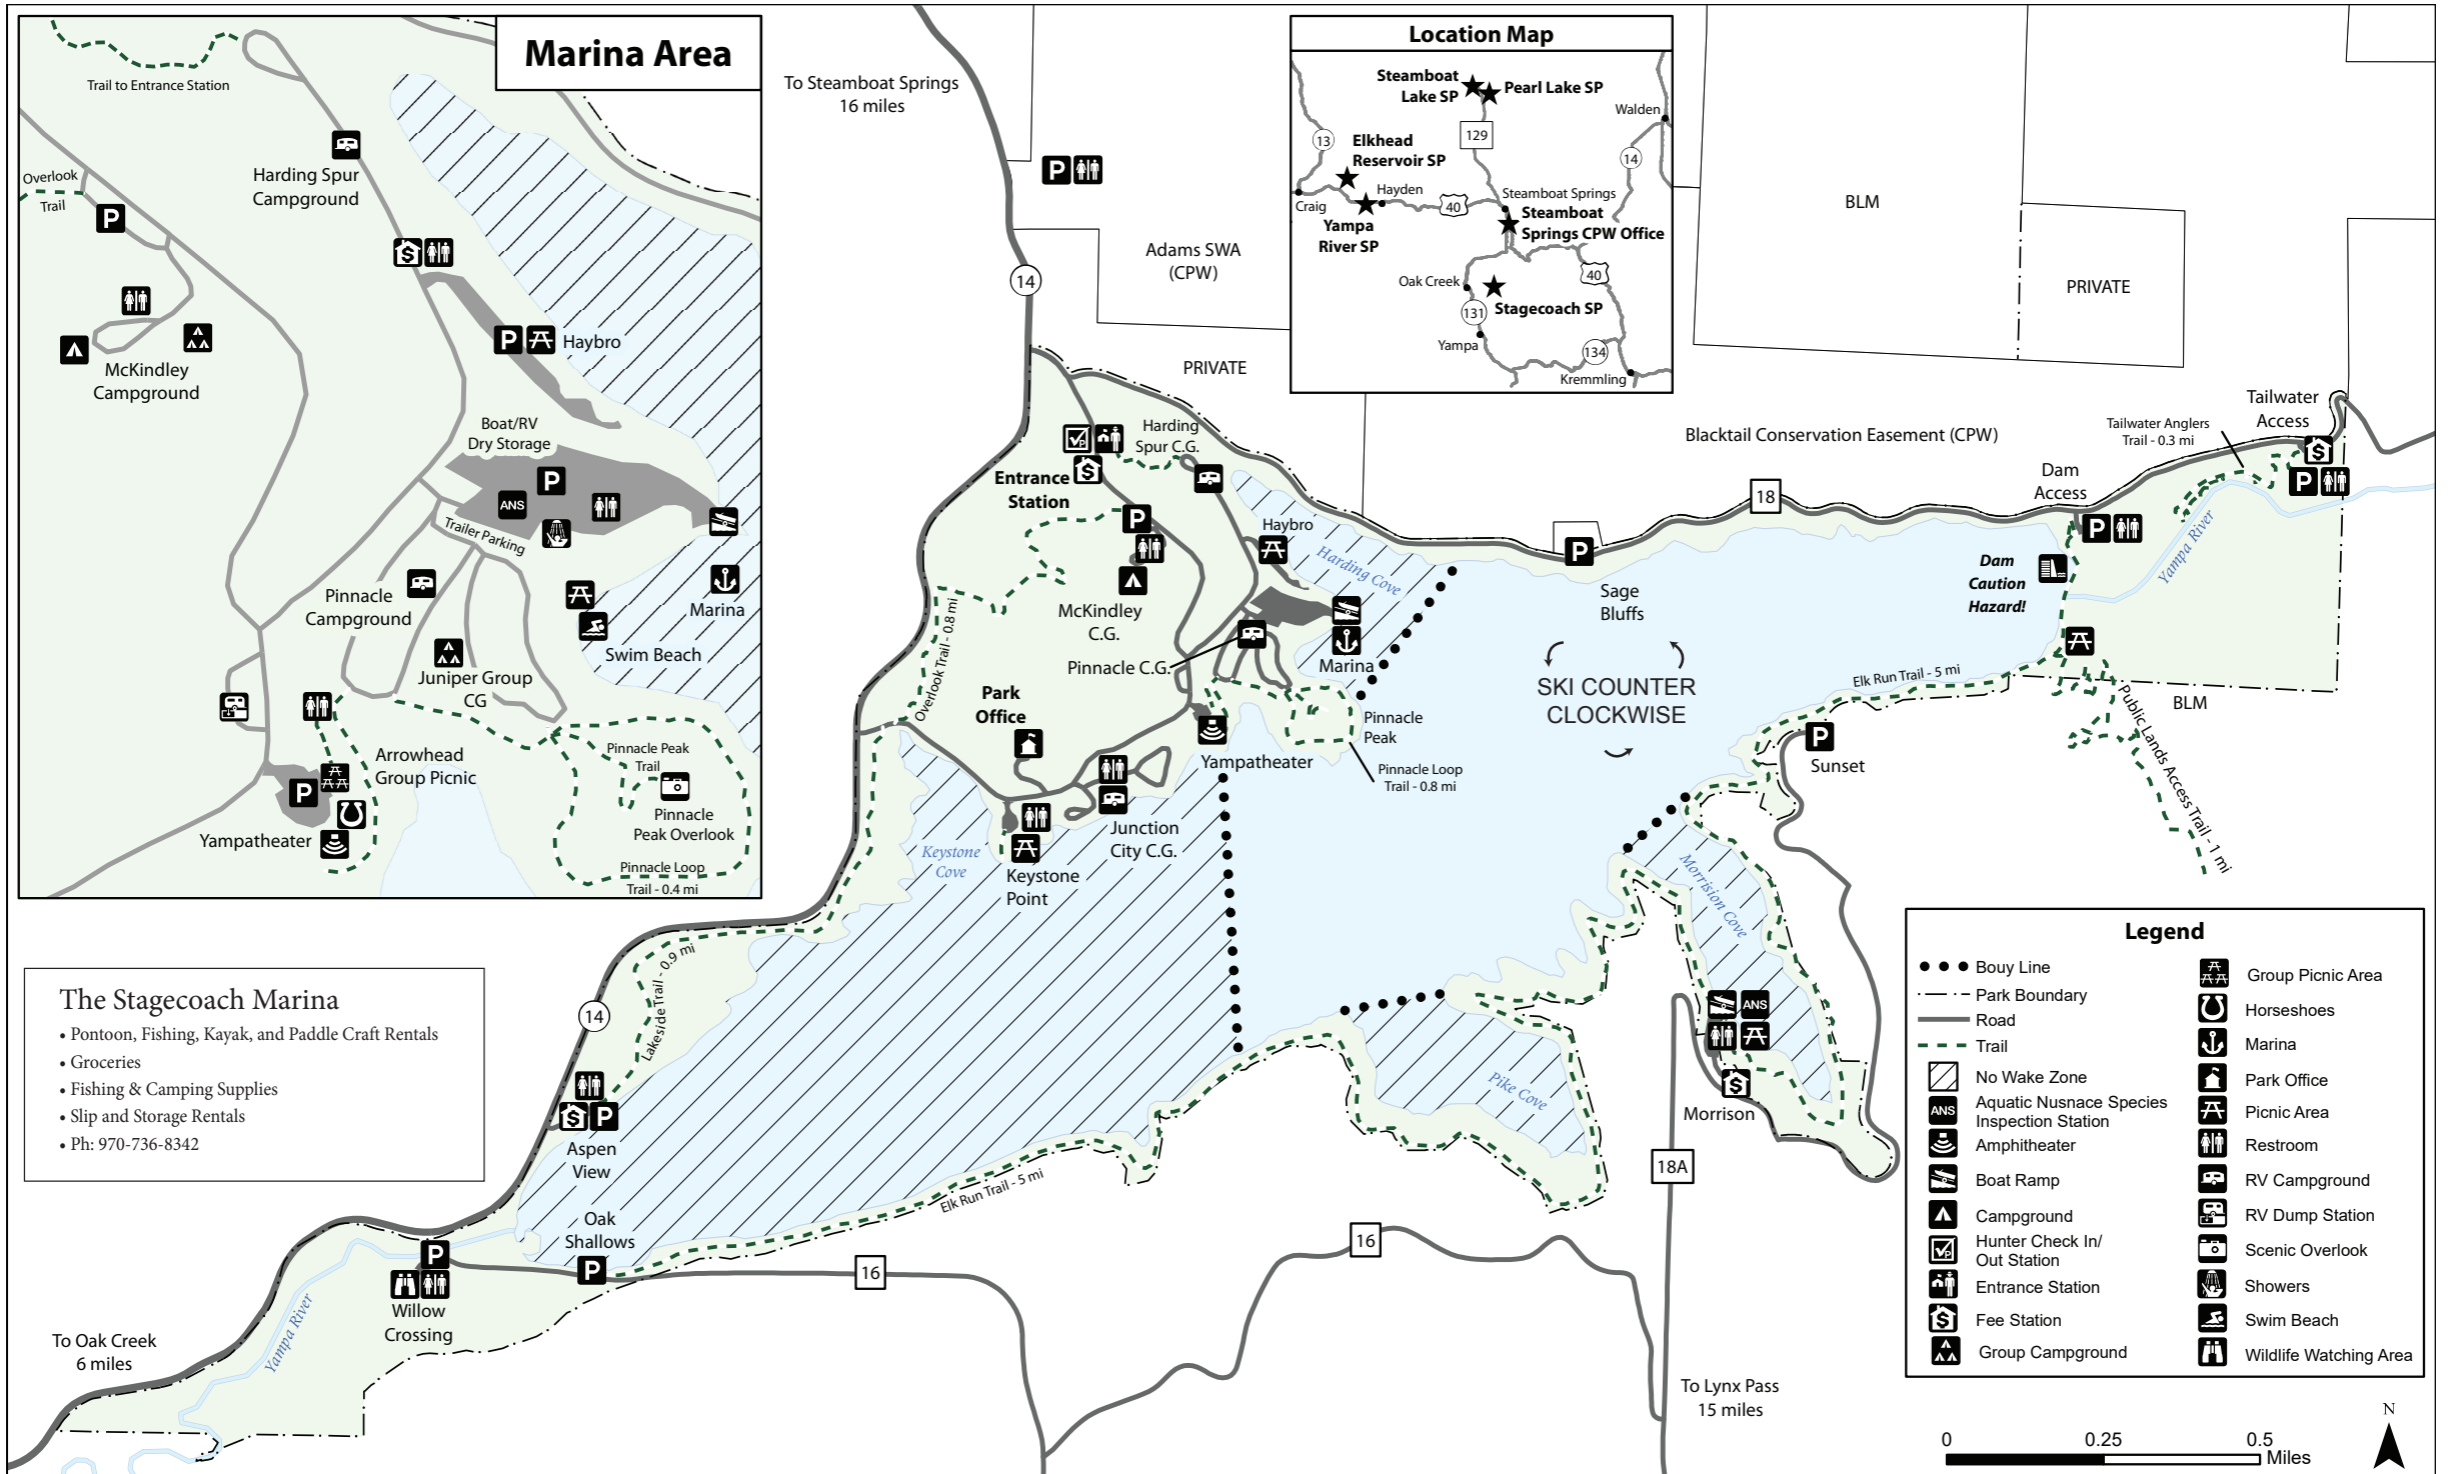 Marina Area
Trail to Entrance Station
Harding Spur
Campground
Overlook
Trail
P
$
P
Haybro
McKindley
Campground
Boat/RV
Dry Storage
P
ANS
Trailer Parking
Pinnacle
Campground
Marina
Swim Beach
Juniper Group
CG
Arrowhead
Group Picnic
Pinnacle Peak
Trail
P
Pinnacle
Peak Overlook
Yampatheater
Pinnacle Loop
Trail - 0.4 mi
Location Map
Steamboat
Lake SP
Pearl Lake SP
Walden
129
13
14
Elkhead
Reservoir SP
Hayden
Steamboat Springs
Craig
40
Yampa
River SP
Steamboat
Springs CPW Office
Oak Creek
40
131
Stagecoach SP
Yampa
134
Kremmling
To Steamboat Springs
16 miles
P
Adams SWA
(CPW)
14
PRIVATE
BLM
PRIVATE
Blacktail Conservation Easement (CPW)
Tailwater
Access
Tailwater Anglers
Trail - 0.3 mi
$
P
Dam
Access
P
Yampa River
Dam
Caution
Hazard!
18
P
Sage
Bluffs
P
Harding
Spur C.G.
$
Entrance
Station
P
Haybro
Harding Cove
McKindley
C.G.
Pinnacle C.G.
Marina
Overlook Trail - 0.8 mi
Park
Office
Pinnacle
Peak
Yampatheater
Pinnacle Loop
Trail - 0.8 mi
SKI COUNTER
CLOCKWISE
Elk Run Trail - 5 mi
P
Sunset
BLM
Public Lands Access Trail - 1 mi
Junction
City C.G.
Keystone
Cove
Keystone
Point
Morrision Cove
Lakeside Trail - 0.9 mi
14
$
P
Aspen
View
Pike Cove
ANS
$
Morrison
18A
Elk Run Trail - 5 mi
Oak
Shallows
P
P
Willow
Crossing
16
16
Yampa River
To Oak Creek
6 miles
To Lynx Pass
15 miles
The Stagecoach Marina
• Pontoon, Fishing, Kayak, and Paddle Craft Rentals
• Groceries
• Fishing & Camping Supplies
• Slip and Storage Rentals
• Ph: 970-736-8342
Legend
Bouy Line
Park Boundary
Road
Trail
No Wake Zone
ANS
Aquatic Nusnace Species
Inspection Station
Amphitheater
Boat Ramp
Campground
P
Hunter Check In/
Out Station
Entrance Station
$
Fee Station
Group Campground
Group Picnic Area
Horseshoes
Marina
Park Office
Picnic Area
Restroom
RV Campground
RV Dump Station
Scenic Overlook
Showers
Swim Beach
Wildlife Watching Area
0 0.25 0.5
Miles
N